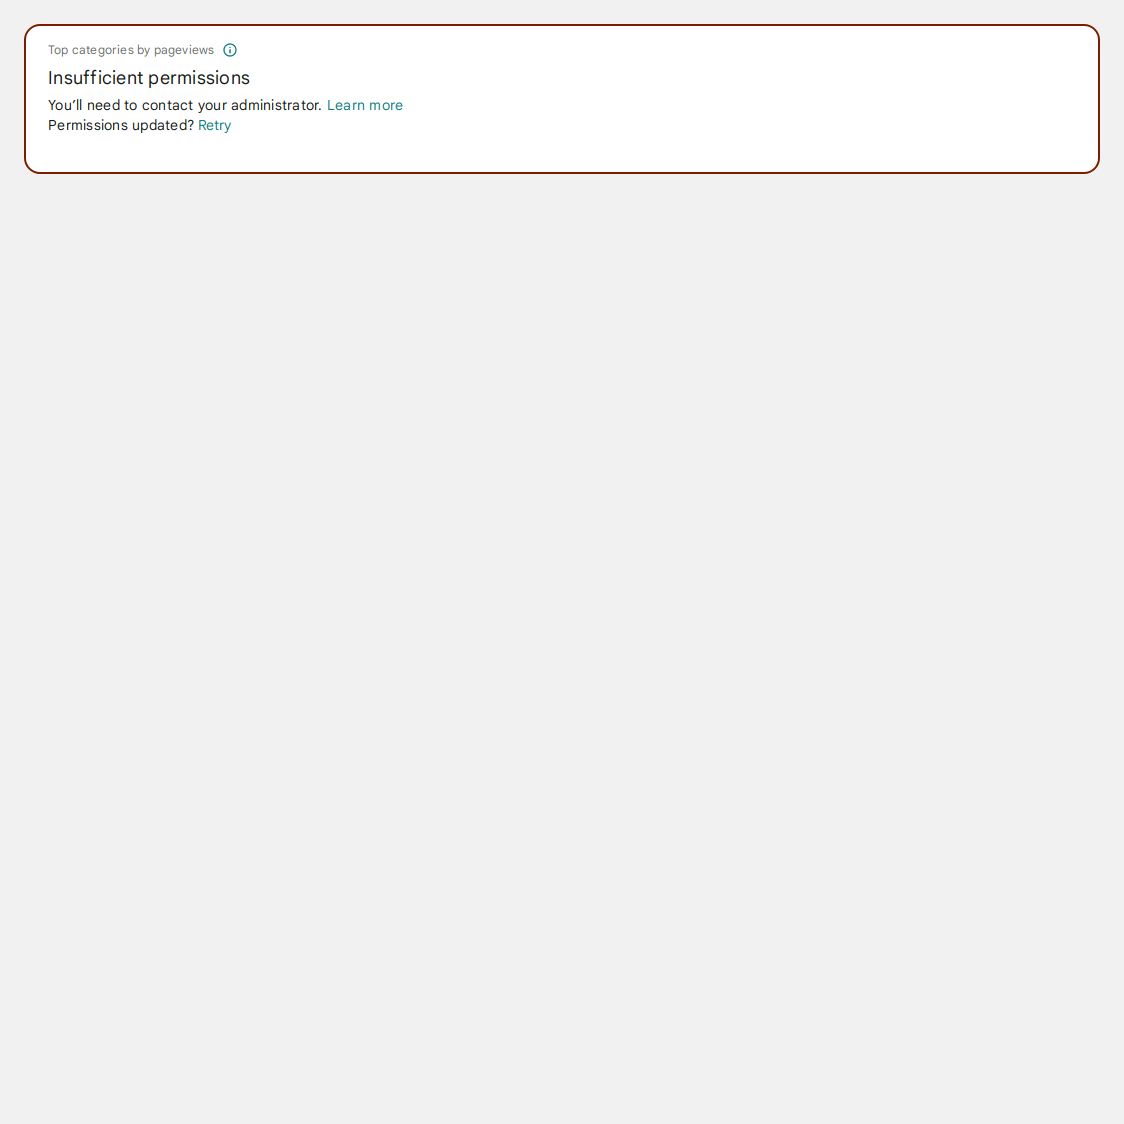 Top categories by pageviews
Insufficient permissions
You’ll need to contact your administrator. Learn more
Permissions updated? Retry